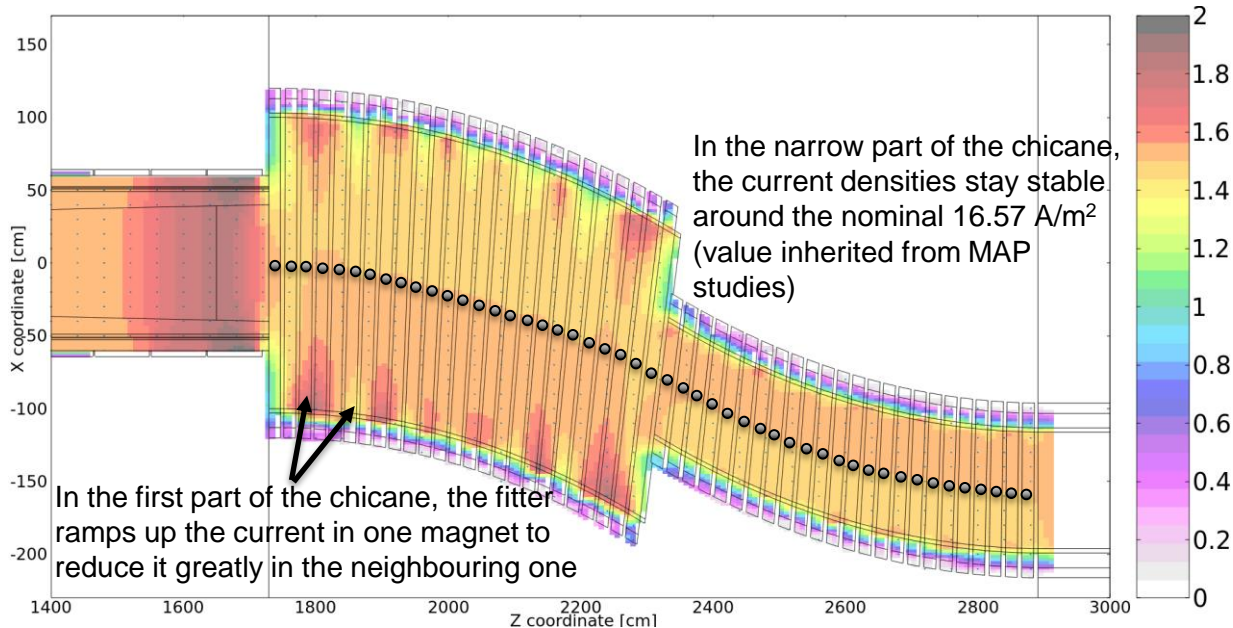 150
100
50
0
-50
-100
-150
-200
X coordinate [cm]
1400
1600
1800
2000
2200
2400
2600
2800
3000
Z coordinate [cm]
2
1.8
1.6
1.4
1.2
1
0.8
0.6
0.4
0.2
0
In the narrow part of the chicane,
the current densities stay stable
around the nominal 16.57 A/m²
(value inherited from MAP
studies)
In the first part of the chicane, the fitter
ramps up the current in one magnet to
reduce it greatly in the neighbouring one